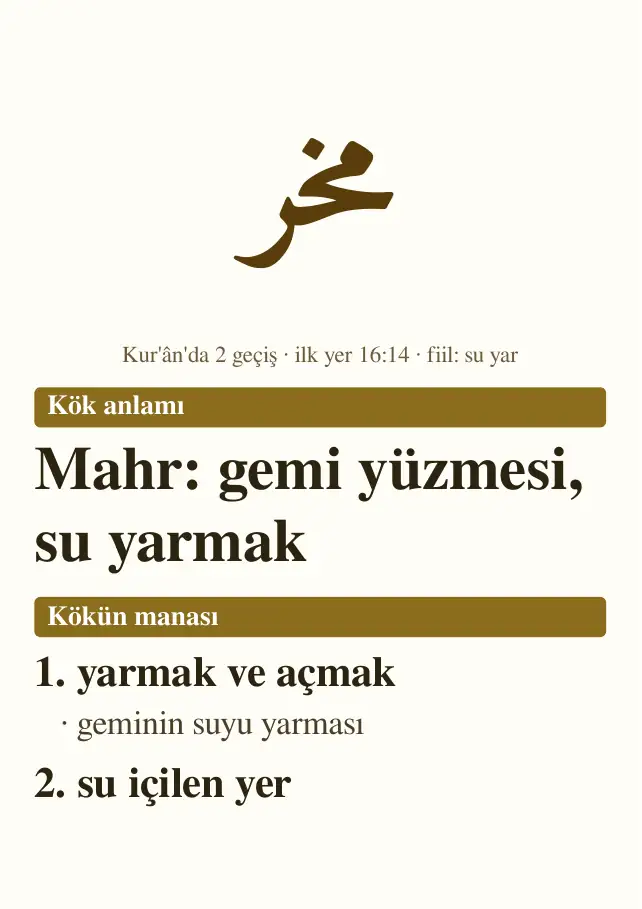 مخر
Kur'ân'da 2 geçiş · ilk yer 16:14 · fiil: su yar
Kök anlamı
Mahr: gemi yüzmesi,
su yarmak
Kökün manası
1. yarmak ve açmak
· geminin suyu yarması
2. su içilen yer